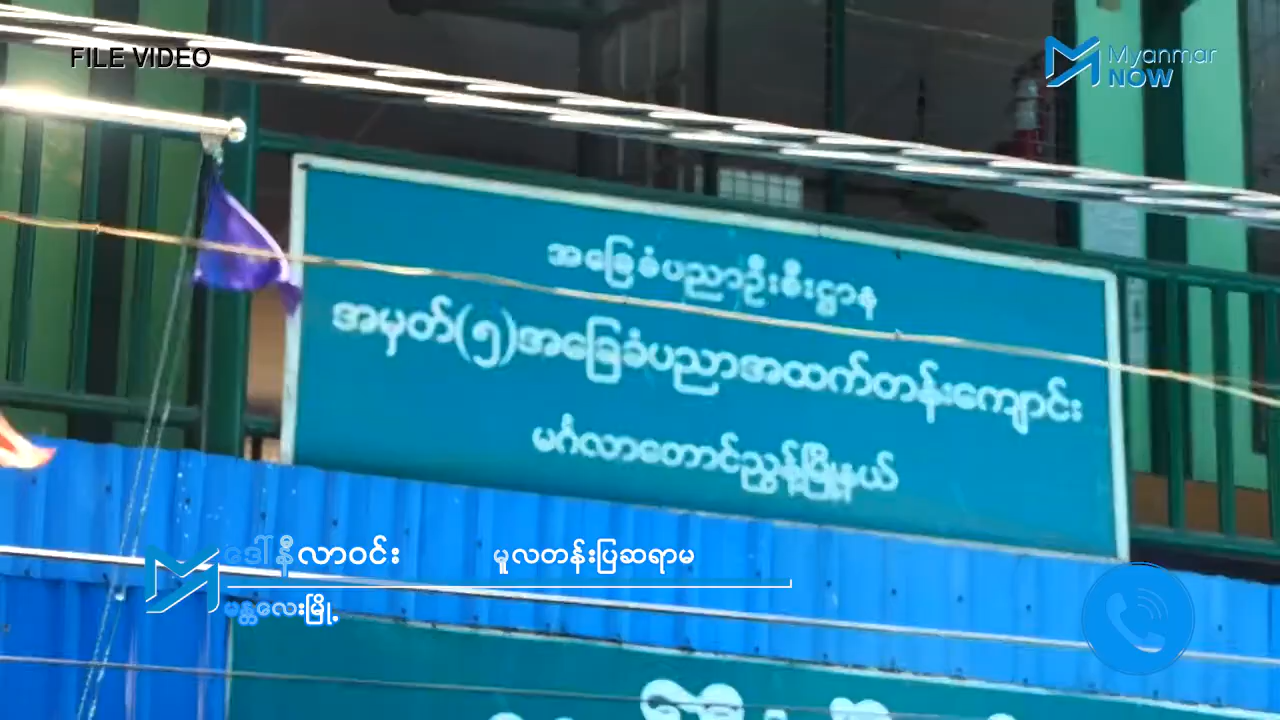 FILE VIDEO
Myanmar
NOW
အခြေခံပညာဦးစီးဌာန
အမှတ်(၅)အခြေခံပညာအထက်တန်းကျောင်း
မင်္ဂလာတောင်ညွန့်မြို့နယ်
ဒေါ်နီလာဝင်း မူလတန်းပြဆရာမ
မန္တလေးမြို့